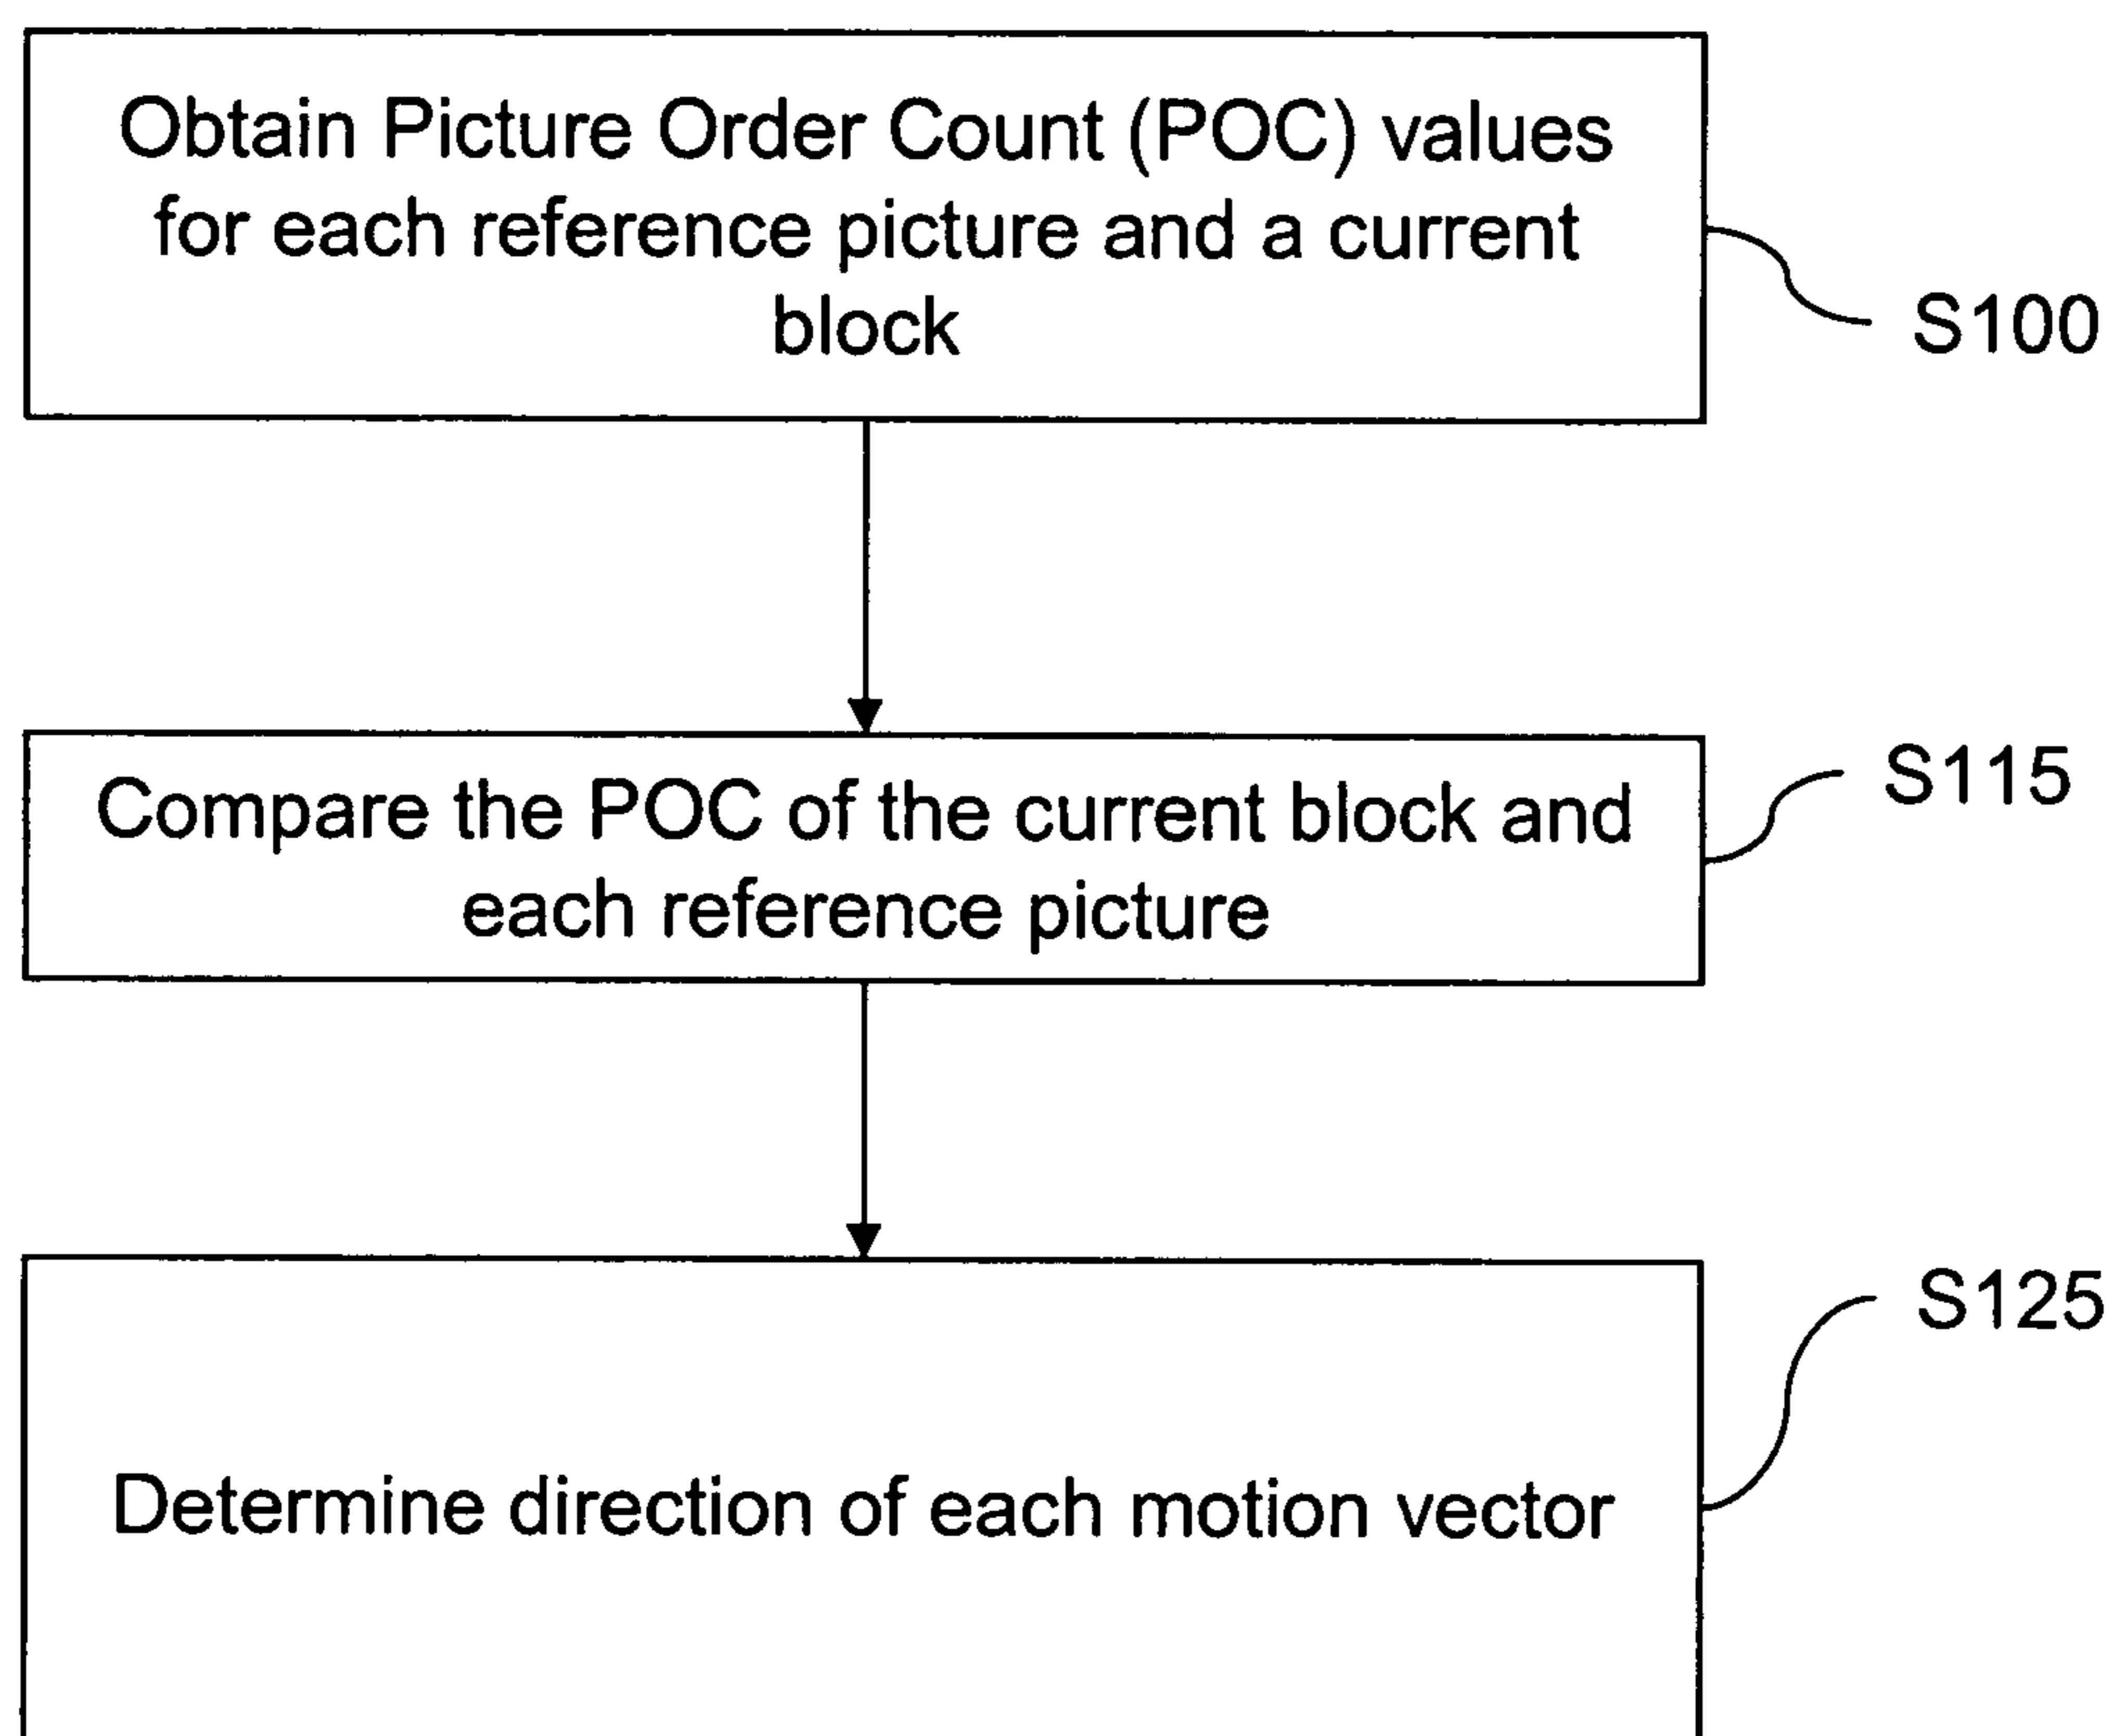 Obtain Picture Order Count (POC) values
for each reference picture and a current
block
S100
Compare the POC of the current block and
each reference picture
S115
Determine direction of each motion vector
S125